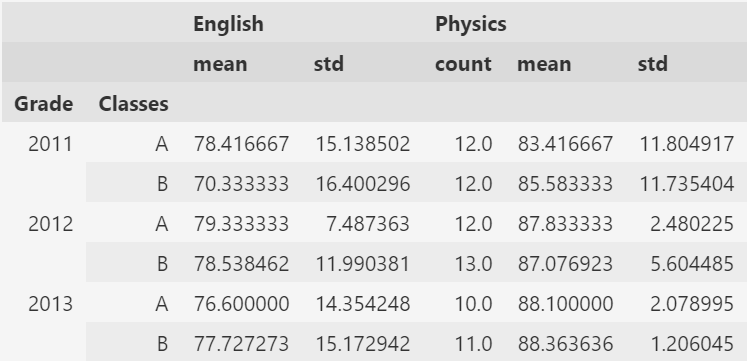 English Physics
mean std count mean std
Grade Classes
2011 A 78.416667 15.138502 12.0 83.416667 11.804917
B 70.333333 16.400296 12.0 85.583333 11.735404
2012 A 79.333333 7.487363 12.0 87.833333 2.480225
B 78.538462 11.990381 13.0 87.076923 5.604485
2013 A 76.600000 14.354248 10.0 88.100000 2.078995
B 77.727273 15.172942 11.0 88.363636 1.206045